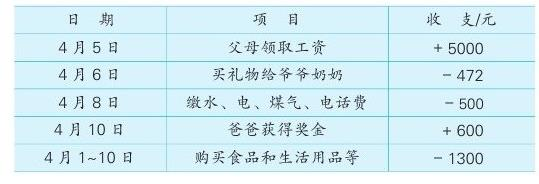 日 期 项 目 收 支/元
4月5日 父母领取工资 +5000
4月6日 买礼物给爷爷奶奶 -472
4月8日 缴水、电、煤气、电话费 -500
4月10日 爸爸获得奖金 +600
4月1~10日 购买食品和生活用品等 -1300